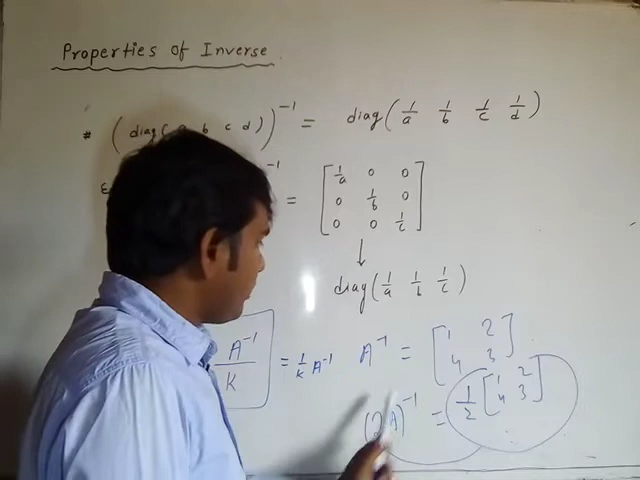 Properties of Inverse
# (diag( b c d))^-1 = diag(1/a 1/b 1/c 1/d)
-1 = [1/a 0 0
0 1/b 0
0 0 1/c]
↓
diag(1/a 1/b 1/c)
A^-1/K = 1/K A^-1
A^-1 = [1 2
4 3]
(2A)^-1 = 1/2 [1 2
4 3]